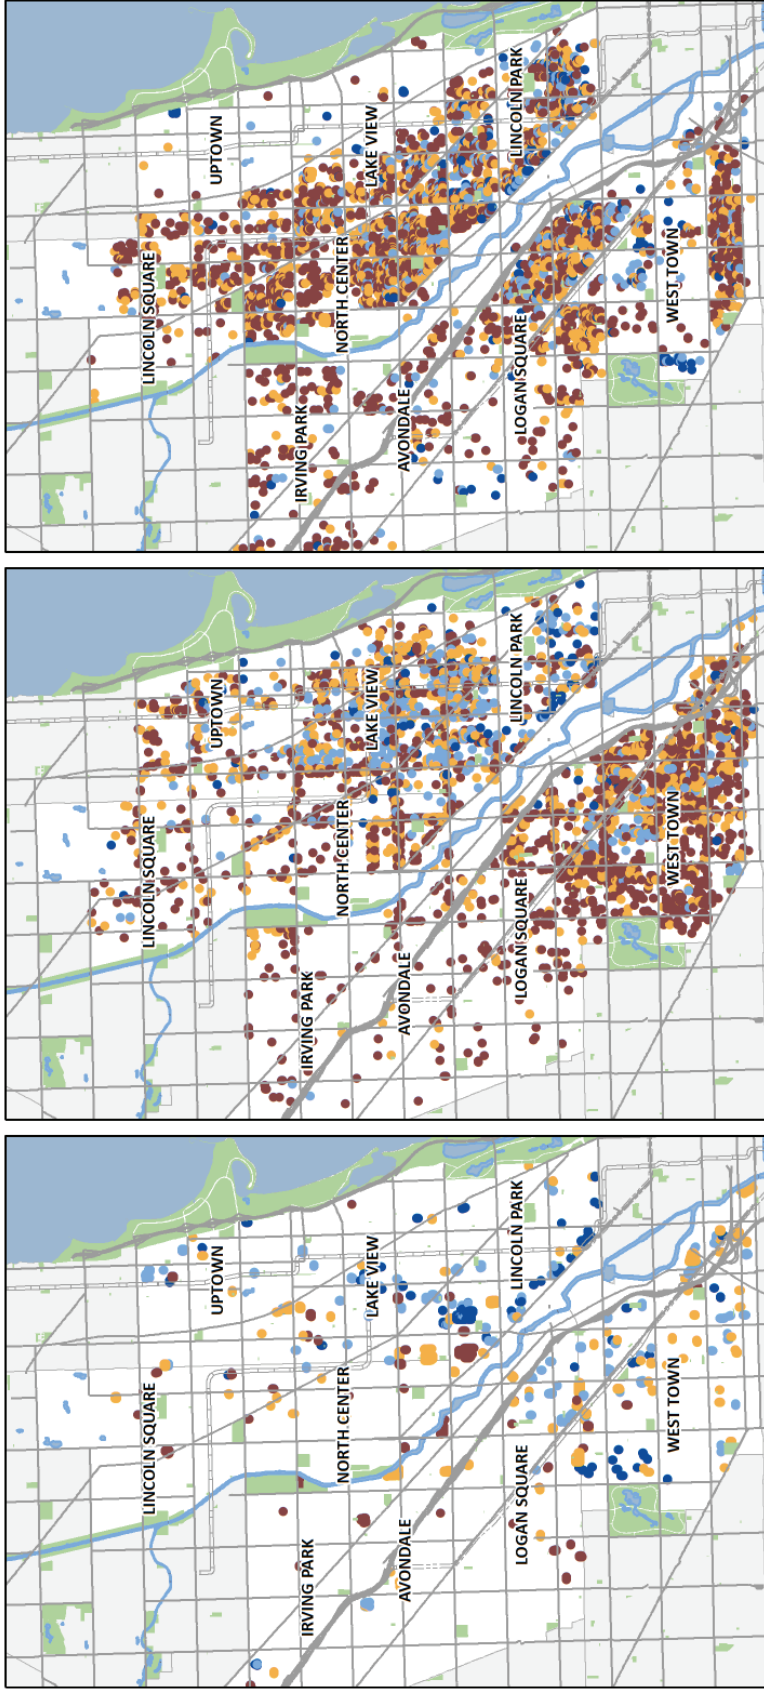 UPTOWN
LINCOLN SQUARE
LAKE VIEW
NORTH CENTER
IRVING PARK
LINCOLN PARK
AVONDALE
LOGAN SQUARE
WEST TOWN
UPTOWN
LINCOLN SQUARE
LAKE VIEW
NORTH CENTER
IRVING PARK
LINCOLN PARK
AVONDALE
LOGAN SQUARE
WEST TOWN
UPTOWN
LINCOLN SQUARE
LAKE VIEW
NORTH CENTER
IRVING PARK
LINCOLN PARK
AVONDALE
LOGAN SQUARE
WEST TOWN